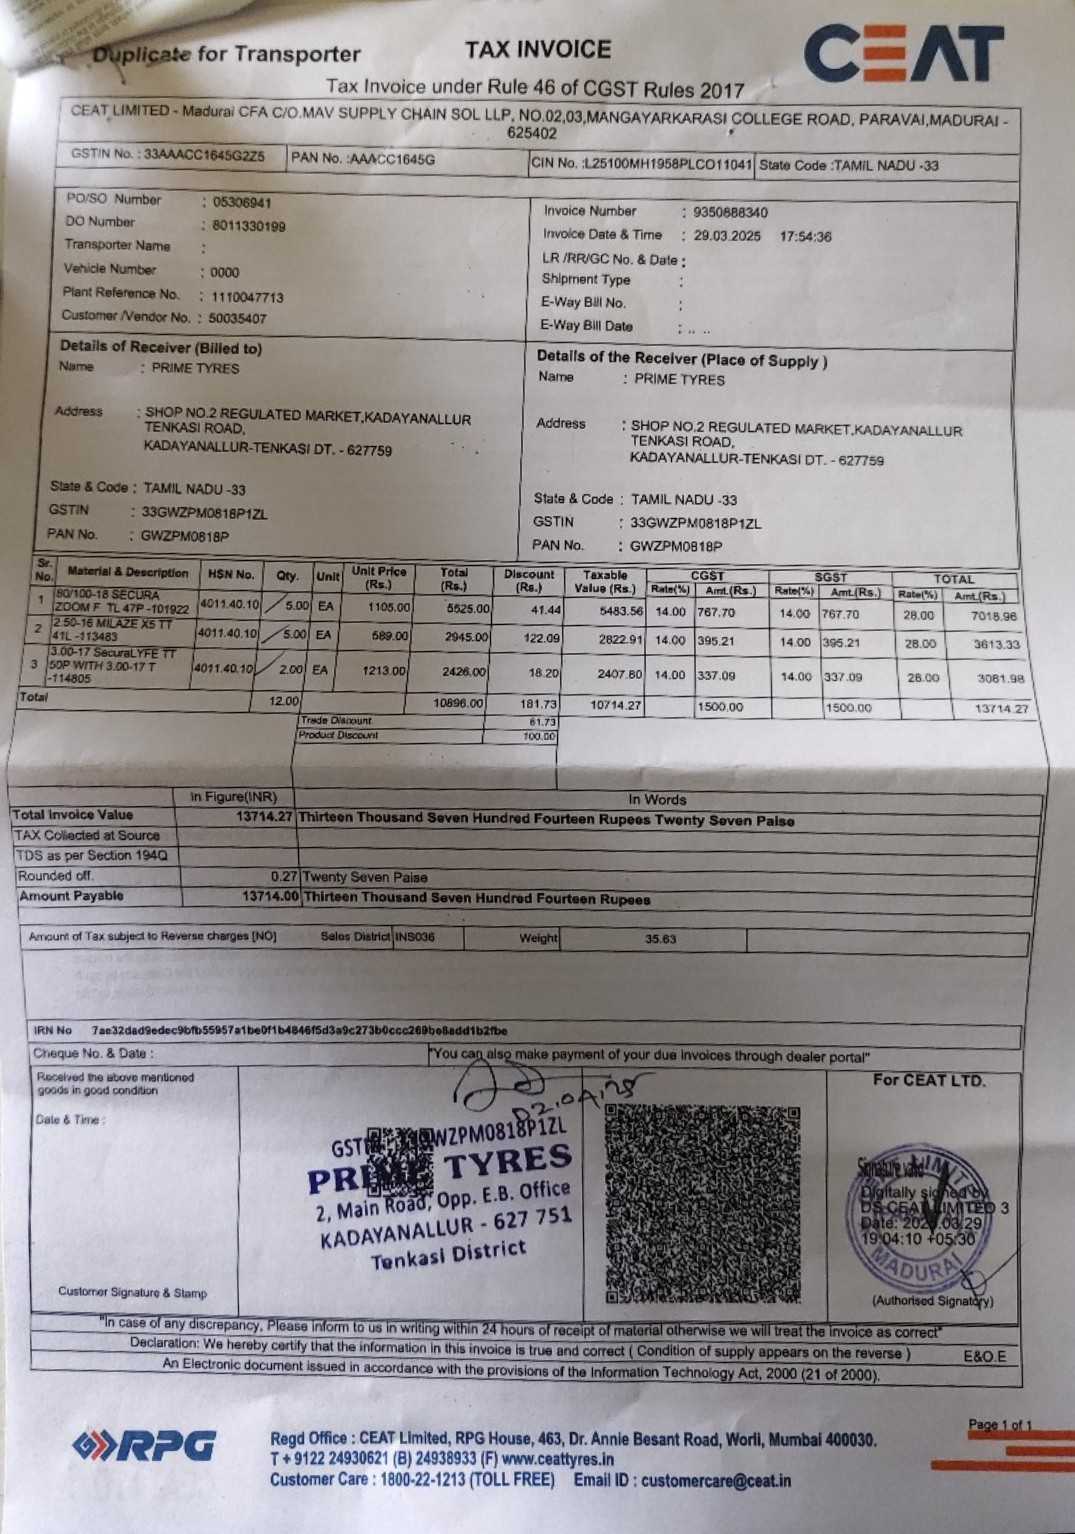 Duplicate for Transporter
TAX INVOICE
CEAT
Tax Invoice under Rule 46 of CGST Rules 2017
CEAT LIMITED - Madurai CFA C/O.MAV SUPPLY CHAIN SOL LLP, NO.02,03,MANGAYARKARASI COLLEGE ROAD, PARAVAI,MADURAI - 625402
GSTIN No. : 33AAACC1645G2Z5 PAN No. :AAACC1645G CIN No. :L25100MH1958PLCO11041 State Code :TAMIL NADU -33
PO/SO Number : 05306941
DO Number : 8011330199
Transporter Name :
Vehicle Number : 0000
Plant Reference No. : 1110047713
Customer /Vendor No. : 50035407
Invoice Number : 9350888340
Invoice Date & Time : 29.03.2025 17:54:36
LR /RR/GC No. & Date :
Shipment Type :
E-Way Bill No. :
E-Way Bill Date : .. ..
Details of Receiver (Billed to)
Name : PRIME TYRES
Address : SHOP NO.2 REGULATED MARKET,KADAYANALLUR
TENKASI ROAD,
KADAYANALLUR-TENKASI DT. - 627759
State & Code : TAMIL NADU -33
GSTIN : 33GWZPM0818P1ZL
PAN No. : GWZPM0818P
Details of the Receiver (Place of Supply )
Name : PRIME TYRES
Address : SHOP NO.2 REGULATED MARKET,KADAYANALLUR
TENKASI ROAD,
KADAYANALLUR-TENKASI DT. - 627759
State & Code : TAMIL NADU -33
GSTIN : 33GWZPM0818P1ZL
PAN No. : GWZPM0818P
Sr. No. Material & Description HSN No. Qty. Unit Unit Price (Rs.) Total (Rs.) Discount (Rs.) Taxable Value (Rs.) CGST Rate(%) Amt.(Rs.) SGST Rate(%) Amt.(Rs.) TOTAL Rate(%) Amt.(Rs.)
1 80/100-18 SECURA ZOOM F TL 47P -101922 4011.40.10 5.00 EA 1105.00 5525.00 41.44 5483.56 14.00 767.70 14.00 767.70 28.00 7018.96
2 2.50-16 MILAZE X5 TT 41L -113483 4011.40.10 5.00 EA 589.00 2945.00 122.09 2822.91 14.00 395.21 14.00 395.21 28.00 3613.33
3 3.00-17 SecuraLYFE TT 50P WITH 3.00-17 T -114805 4011.40.10 2.00 EA 1213.00 2426.00 18.20 2407.80 14.00 337.09 14.00 337.09 28.00 3081.98
Total 12.00 10896.00 181.73 10714.27 1500.00 1500.00 13714.27
Trade Discount 81.73
Product Discount 100.00
In Figure(INR) In Words
Total Invoice Value 13714.27 Thirteen Thousand Seven Hundred Fourteen Rupees Twenty Seven Paise
TAX Collected at Source
TDS as per Section 194Q
Rounded off. 0.27 Twenty Seven Paise
Amount Payable 13714.00 Thirteen Thousand Seven Hundred Fourteen Rupees
Amount of Tax subject to Reverse charges [NO] Sales District INS036 Weight 35.63
IRN No 7ae32dad9edec9bfb55957a1be0f1b4846f5d3a9c273b0ccc269be8add1b2fbe
Cheque No. & Date :
"You can also make payment of your due invoices through dealer portal"
Received the above mentioned
goods in good condition
Date & Time :
Customer Signature & Stamp
02.04.25
GWZPM0818P1ZL
PRIME TYRES
2, Main Road, Opp. E.B. Office
KADAYANALLUR - 627 751
Tenkasi District
For CEAT LTD.
Signature valid
Digitally signed by
DS CEAT LIMITED 3
Date: 2025.03.29
19:04:10 +05:30
MADURAI
(Authorised Signatory)
"In case of any discrepancy, Please inform to us in writing within 24 hours of receipt of material otherwise we will treat the invoice as correct"
Declaration: We hereby certify that the information in this invoice is true and correct ( Condition of supply appears on the reverse ) E&O.E
An Electronic document issued in accordance with the provisions of the Information Technology Act, 2000 (21 of 2000).
Page 1 of 1
RPG
Regd Office : CEAT Limited, RPG House, 463, Dr. Annie Besant Road, Worli, Mumbai 400030.
T + 9122 24930621 (B) 24938933 (F) www.ceattyres.in
Customer Care : 1800-22-1213 (TOLL FREE) Email ID : customercare@ceat.in